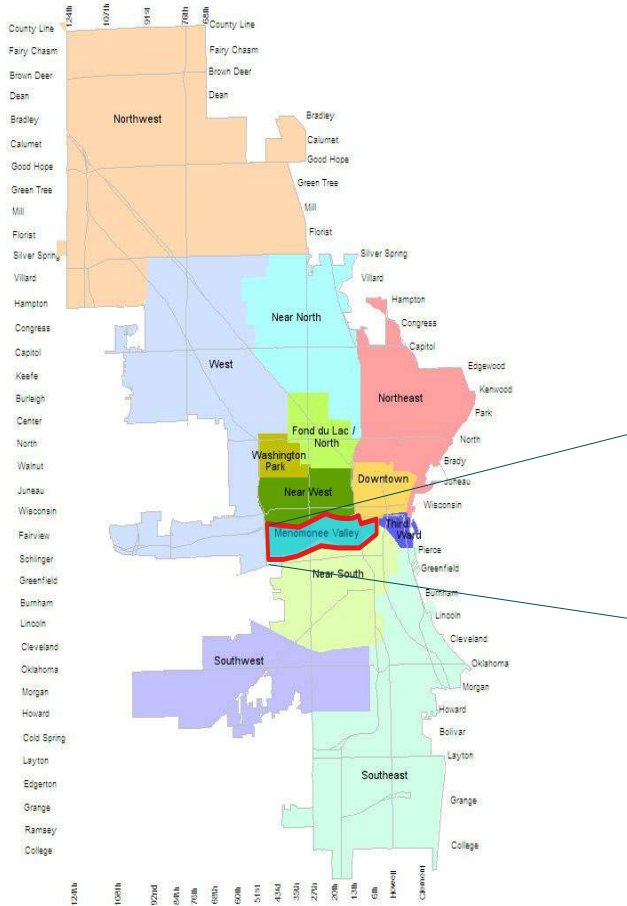 124th 107th 91st 76th 68th
County Line
Fairy Chasm
Brown Deer
Dean
Bradley
Calumet
Good Hope
Green Tree
Mill
Florist
Silver Spring
Villard
Hampton
Congress
Capitol
Keefe
Burleigh
Center
North
Walnut
Juneau
Wisconsin
Fairview
Schlinger
Greenfield
Burnham
Lincoln
Cleveland
Oklahoma
Morgan
Howard
Cold Spring
Layton
Edgerton
Grange
Ramsey
College
County Line
Fairy Chasm
Brown Deer
Dean
Bradley
Calumet
Good Hope
Green Tree
Mill
Florist
Silver Spring
Villard
Hampton
Congress
Capitol
Edgewood
Kenwood
Park
North
Brady
Juneau
Wisconsin
Pierce
Greenfield
Burnham
Lincoln
Cleveland
Oklahoma
Morgan
Howard
Bolivar
Layton
Grange
College
Northwest
Near North
West
Northeast
Fond du Lac /
North
Washington
Park
Downtown
Near West
Third
Ward
Menomonee Valley
Near South
Southwest
Southeast
124th 108th 92nd 84th 76th 68th 60th 51st 43rd 35th 27th 20th 13th 6th Howell Clement